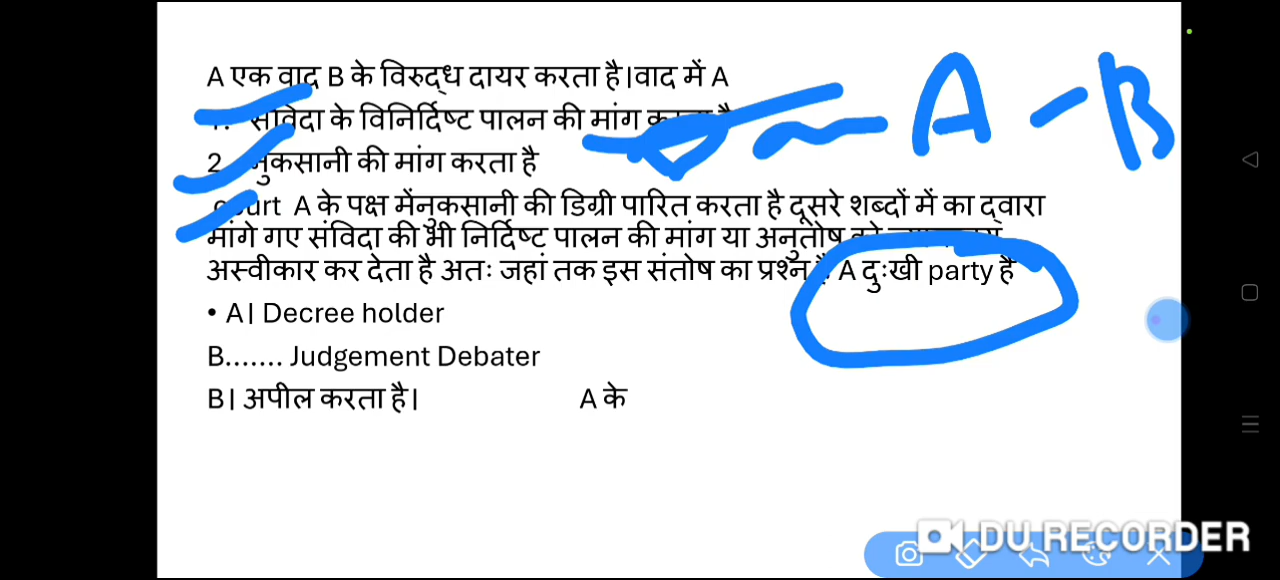 A एक वाद B के विरुद्ध दायर करता है।वाद में A
A - B
संविदा के विनिर्दिष्ट पालन की मांग करता है
2 नुकसानी की मांग करता है
court A के पक्ष मेंनुकसानी की डिग्री पारित करता है दूसरे शब्दों में का द्वारा
मांगे गए संविदा की भी निर्दिष्ट पालन की मांग या अनुतोष को
अस्वीकार कर देता है अतः जहां तक इस संतोष का प्रश्न है A दुःखी party है
• A। Decree holder
B....... Judgement Debater
B। अपील करता है। A के
DU RECORDER